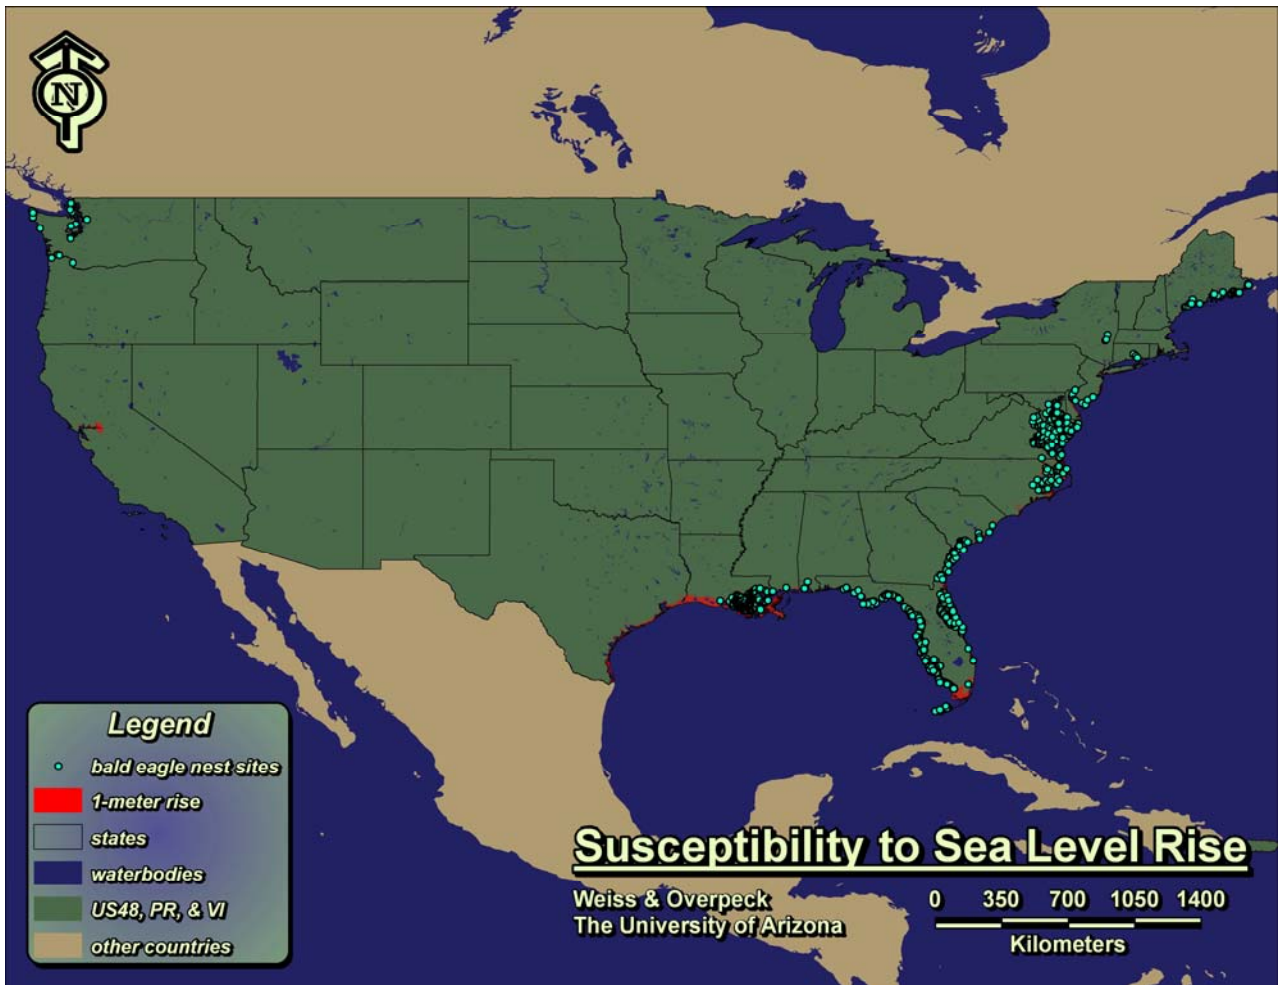 N
Legend
bald eagle nest sites
1-meter rise
states
waterbodies
US48, PR, & VI
other countries
Susceptibility to Sea Level Rise
Weiss & Overpeck
The University of Arizona
0 350 700 1050 1400
Kilometers